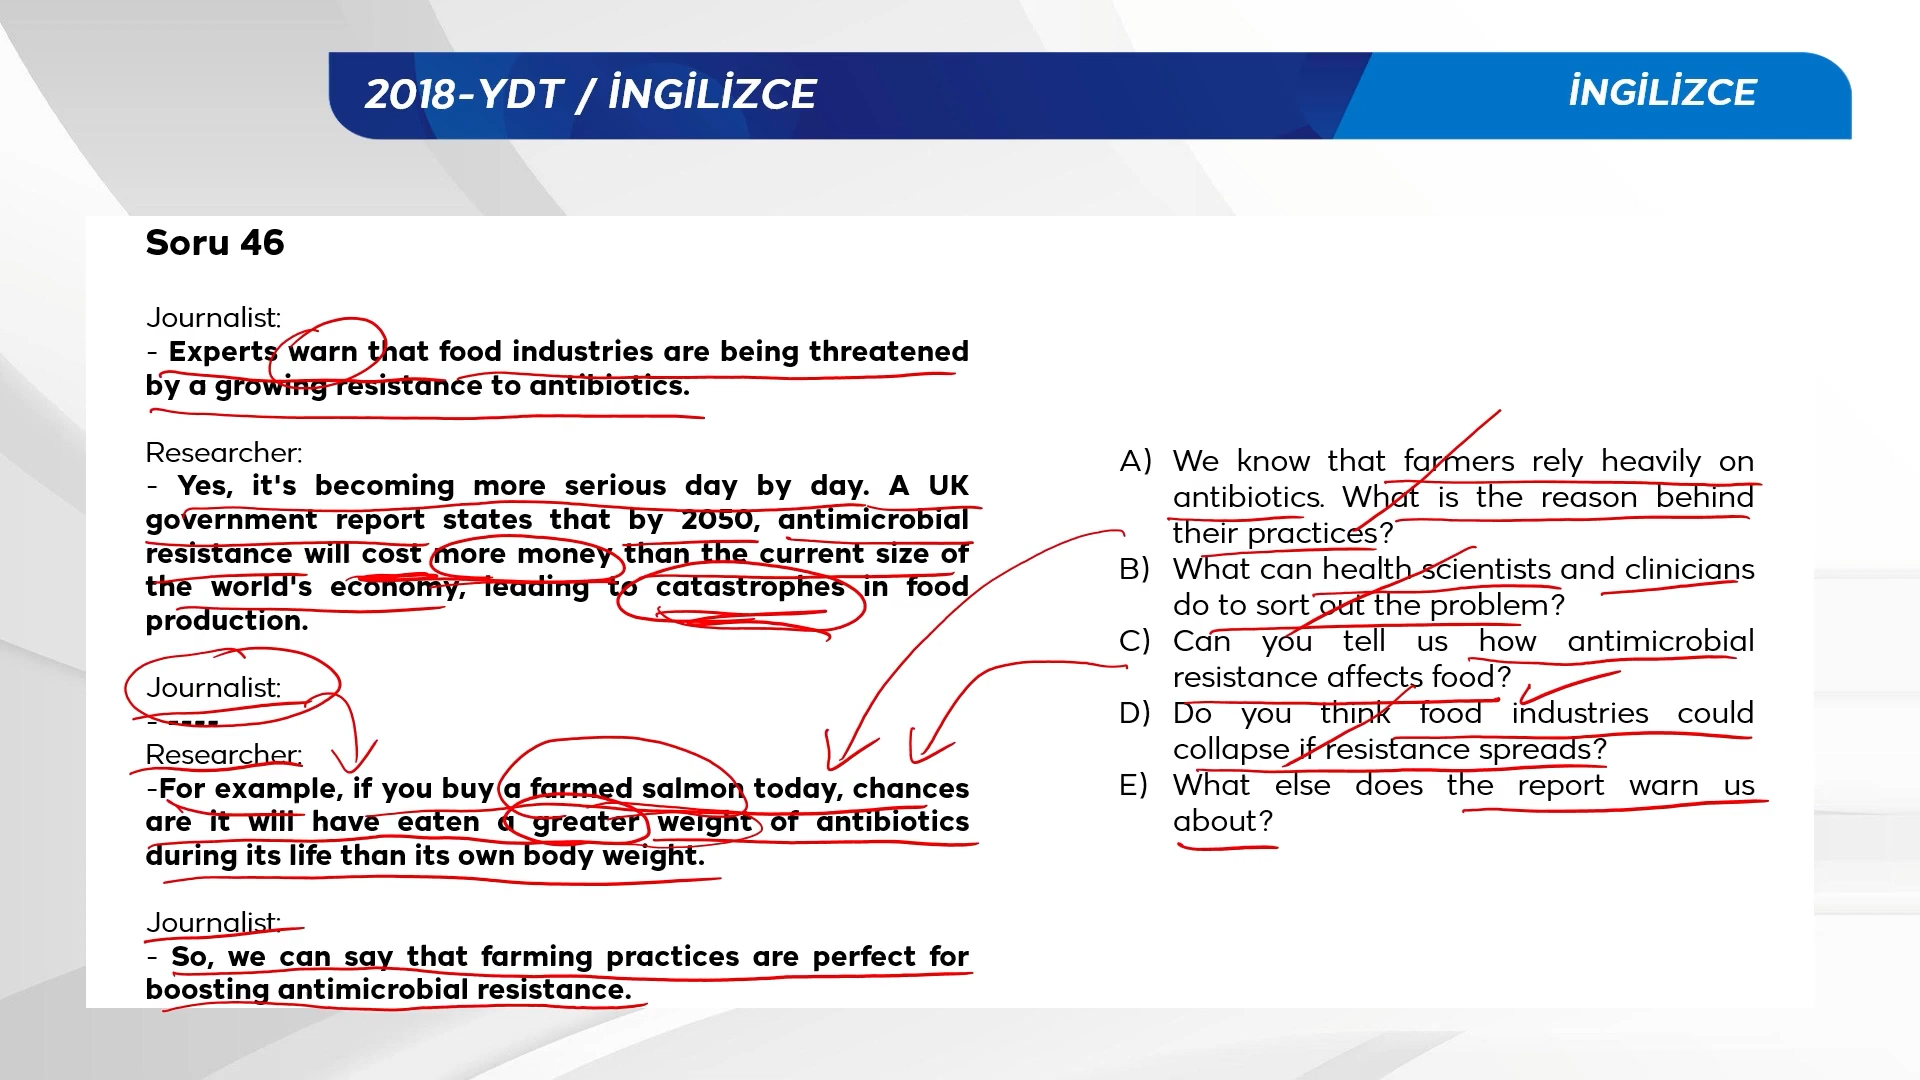 2018-YDT / İNGİLİZCE
İNGİLİZCE
Soru 46
Journalist:
- Experts warn that food industries are being threatened
by a growing resistance to antibiotics.
Researcher:
- Yes, it's becoming more serious day by day. A UK
government report states that by 2050, antimicrobial
resistance will cost more money than the current size of
the world's economy, leading to catastrophes in food
production.
Journalist:
- ----
Researcher:
-For example, if you buy a farmed salmon today, chances
are it will have eaten a greater weight of antibiotics
during its life than its own body weight.
Journalist:
- So, we can say that farming practices are perfect for
boosting antimicrobial resistance.
A) We know that farmers rely heavily on
antibiotics. What is the reason behind
their practices?
B) What can health scientists and clinicians
do to sort out the problem?
C) Can you tell us how antimicrobial
resistance affects food?
D) Do you think food industries could
collapse if resistance spreads?
E) What else does the report warn us
about?